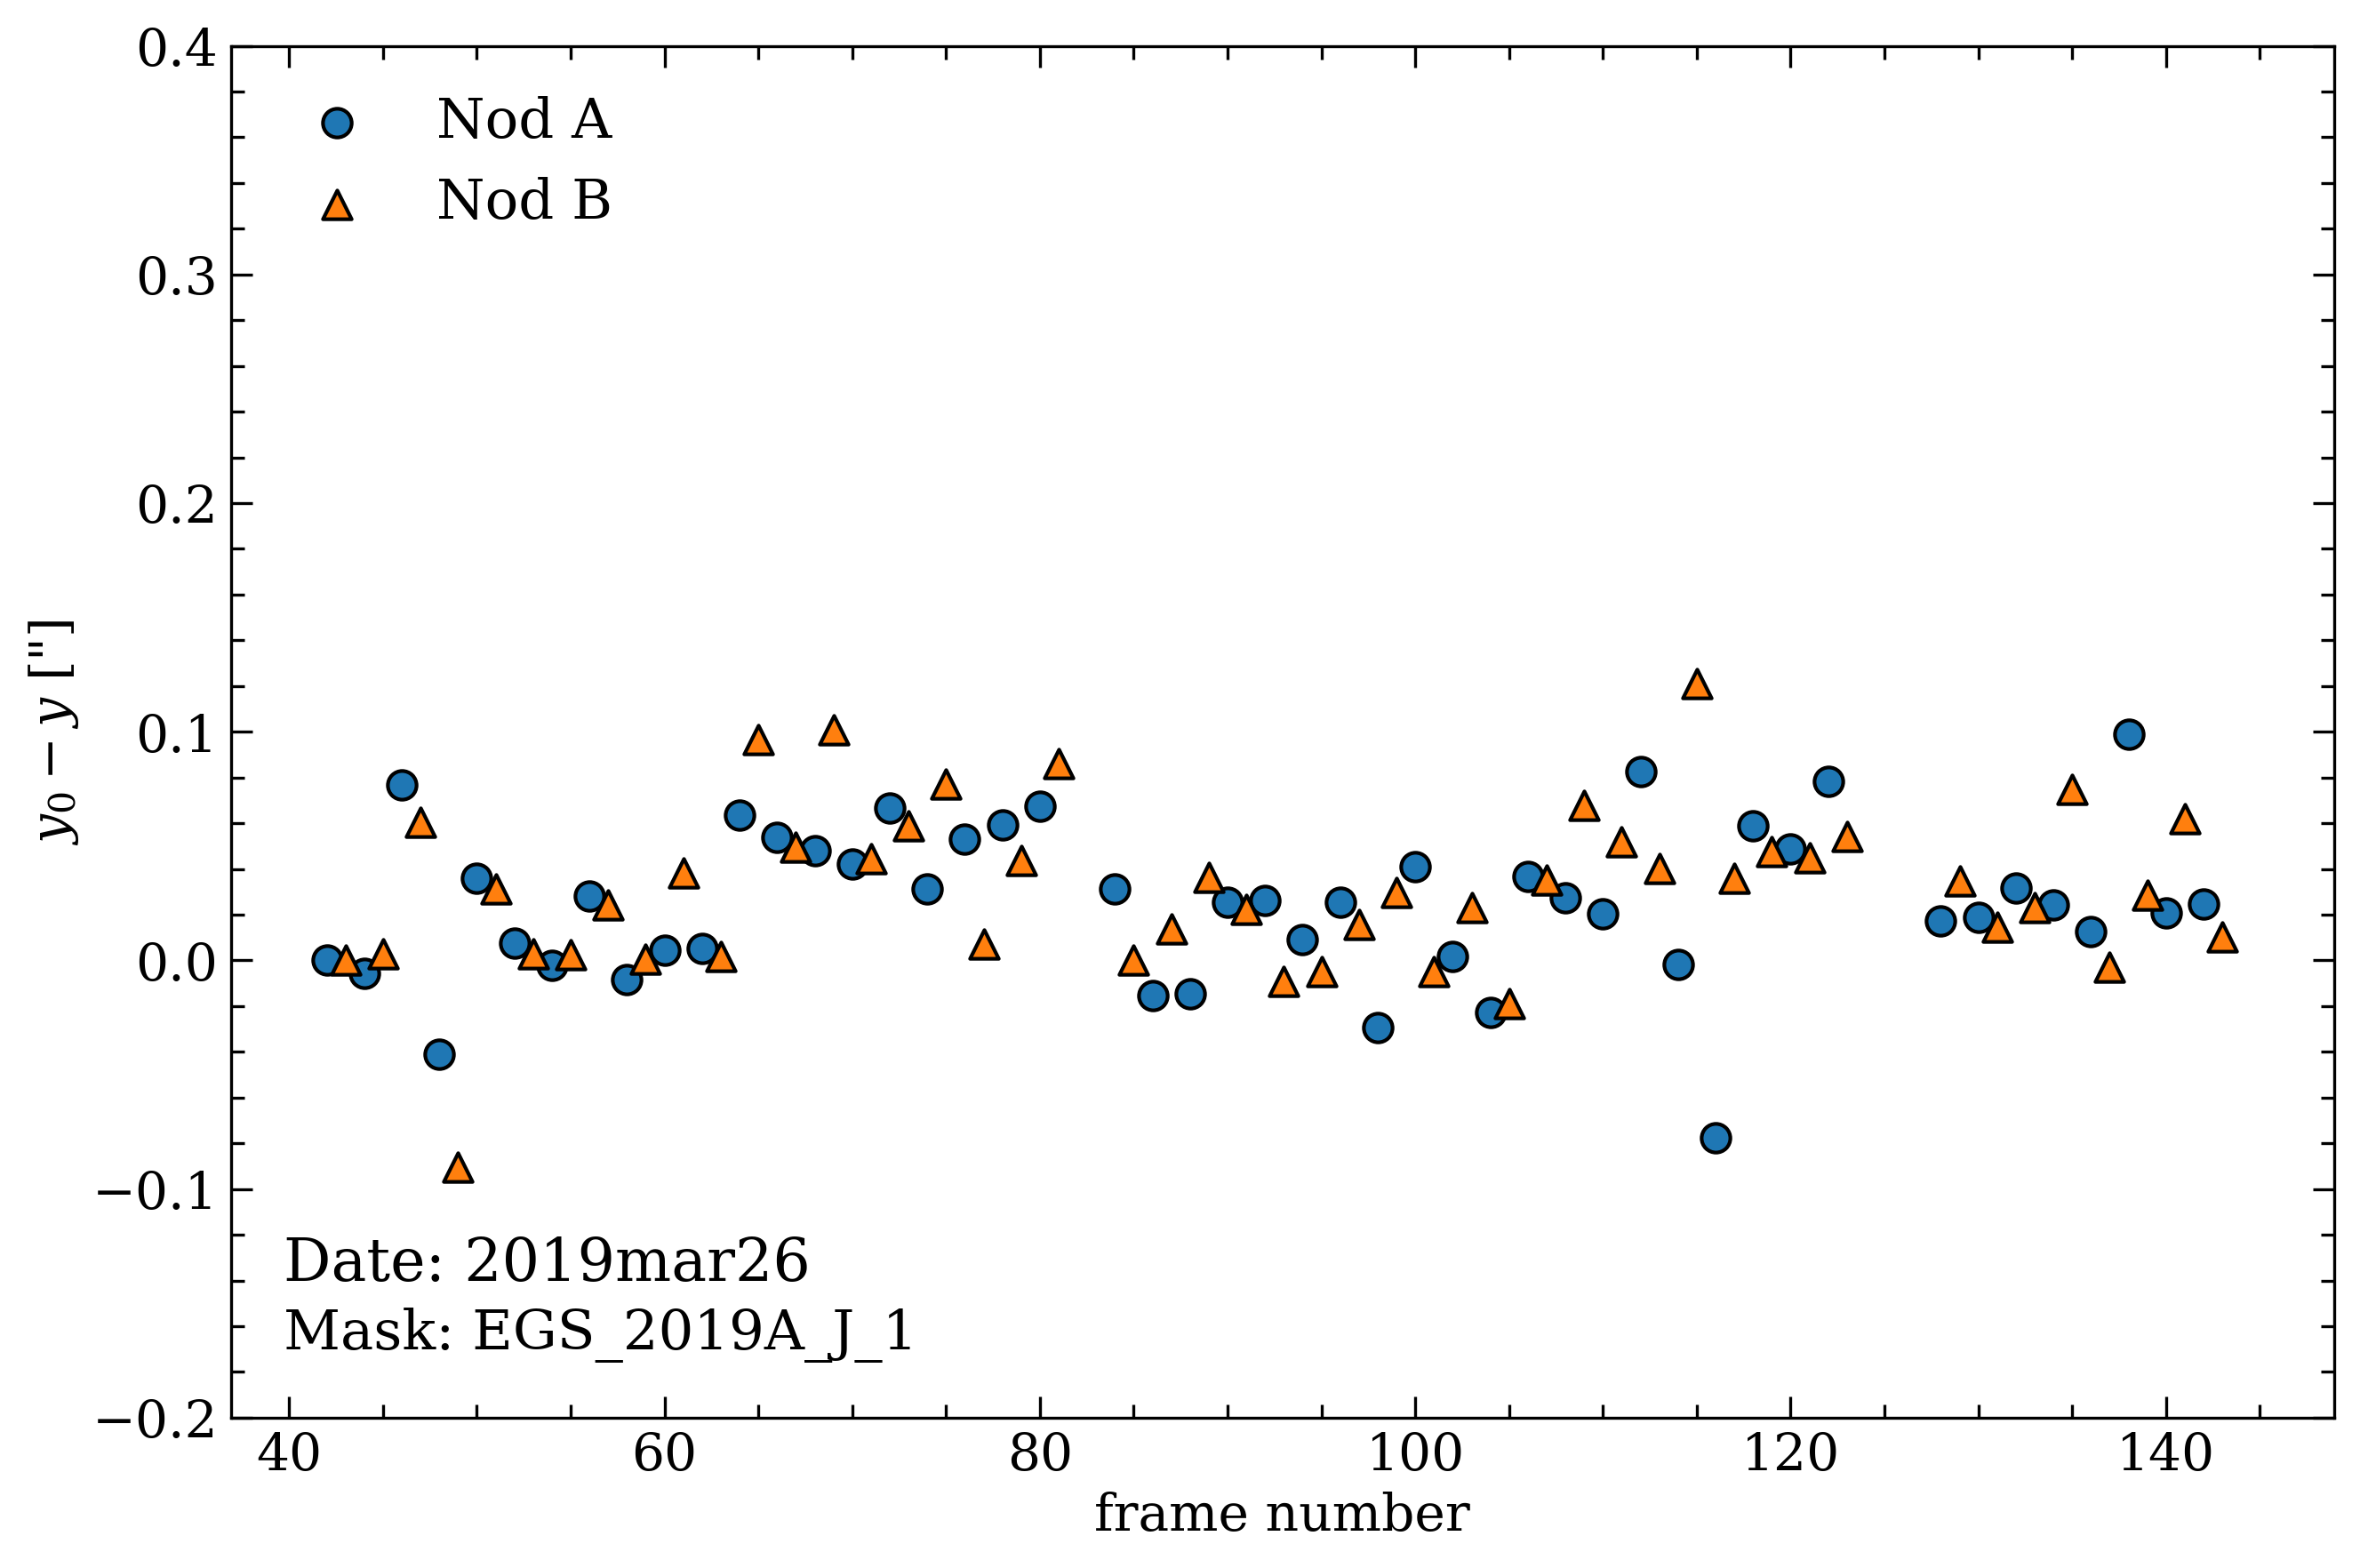 Nod A
Nod B
0.4
0.3
0.2
0.1
0.0
−0.1
−0.2
y₀ − y ["]
Date: 2019mar26
Mask: EGS_2019A_J_1
40 60 80 100 120 140
frame number